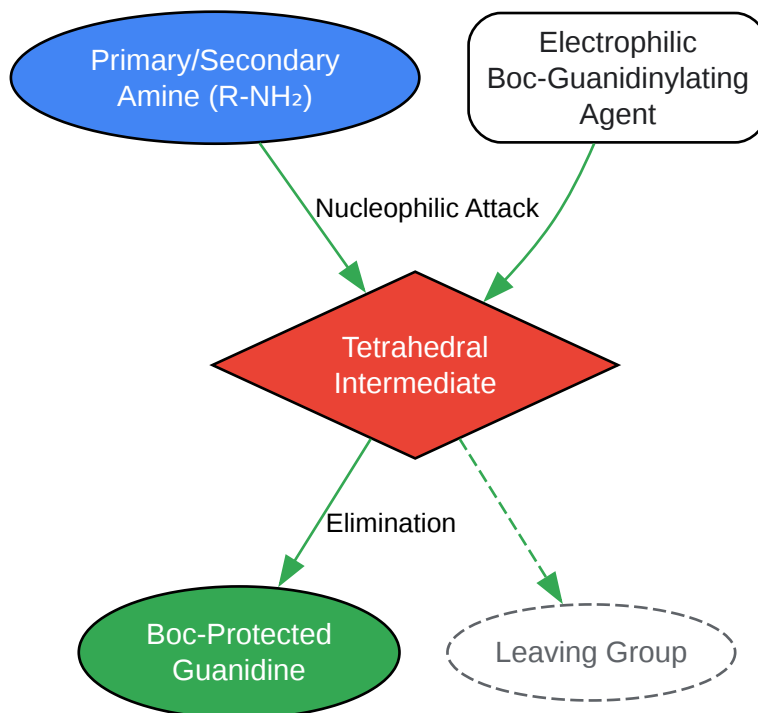 Primary/Secondary
Amine (R-NH₂)
Electrophilic
Boc-Guanidinylating
Agent
Nucleophilic Attack
Tetrahedral
Intermediate
Elimination
Boc-Protected
Guanidine
Leaving Group